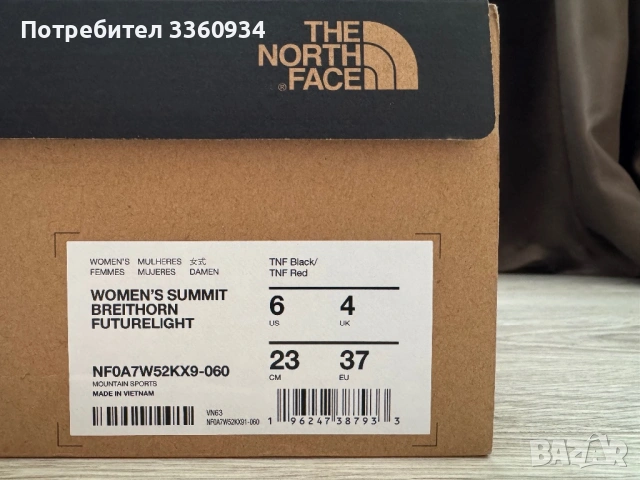 Потребител 3360934
THE
NORTH
FACE
®
WOMEN'S MULHERES 女式
FEMMES MUJERES DAMEN
TNF Black/
TNF Red
WOMEN'S SUMMIT
BREITHORN
FUTURELIGHT
6 4
US UK
23 37
CM EU
NF0A7W52KX9-060
MOUNTAIN SPORTS
MADE IN VIETNAM
VN63
NF0A7W52KX91-060
1 96247 38793 3
BAZAR